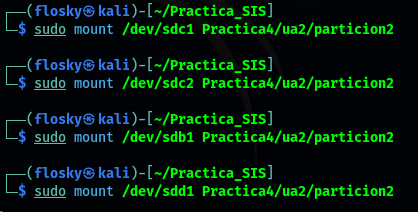 ┌──(flosky㉿kali)-[~/Practica_SIS]
└─$ sudo mount /dev/sdc1 Practica4/ua2/particion2
┌──(flosky㉿kali)-[~/Practica_SIS]
└─$ sudo mount /dev/sdc2 Practica4/ua2/particion2
┌──(flosky㉿kali)-[~/Practica_SIS]
└─$ sudo mount /dev/sdb1 Practica4/ua2/particion2
┌──(flosky㉿kali)-[~/Practica_SIS]
└─$ sudo mount /dev/sdd1 Practica4/ua2/particion2